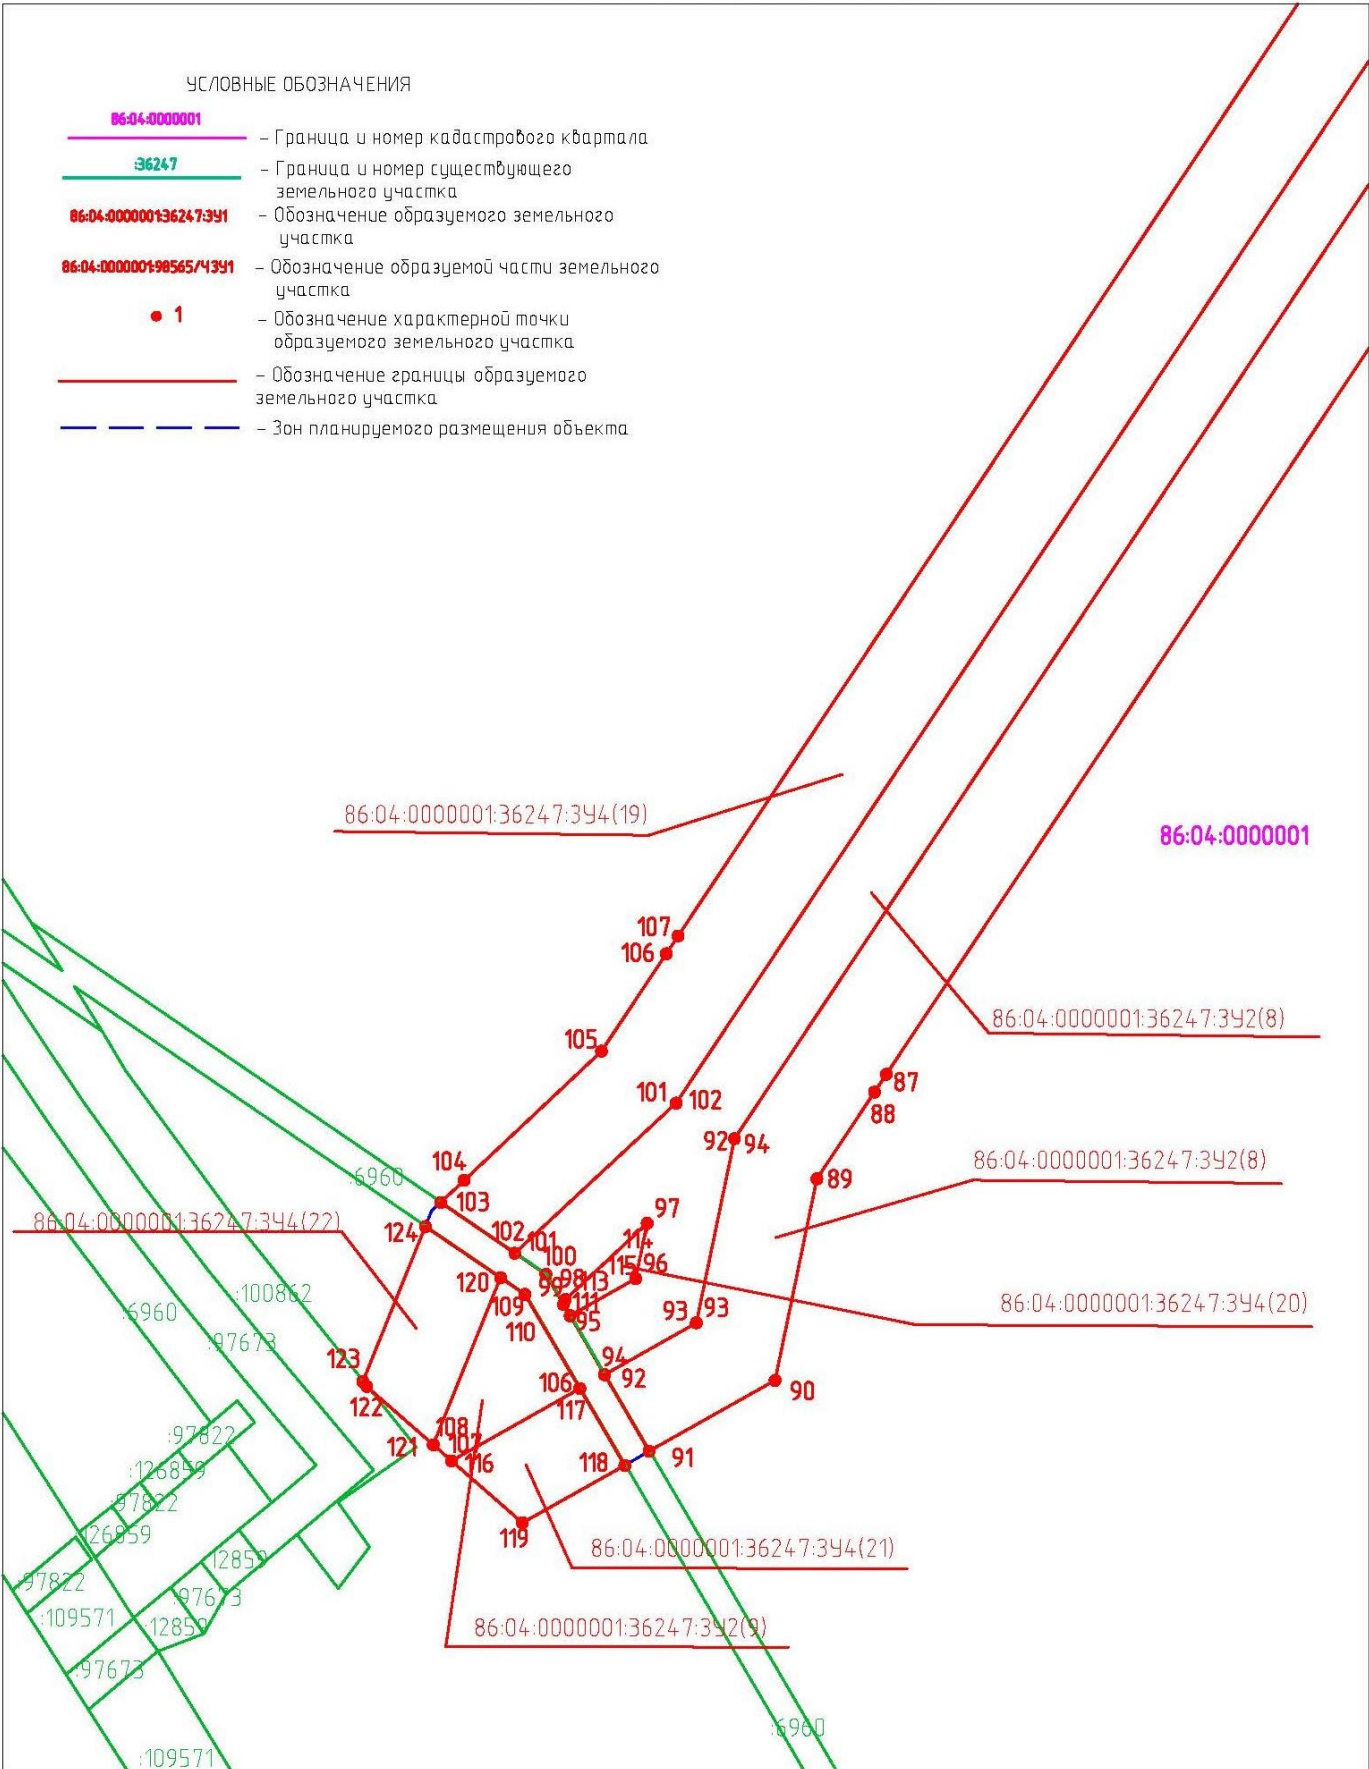 УСЛОВНЫЕ ОБОЗНАЧЕНИЯ
86:04:0000001
– Граница и номер кадастрового квартала
:36247
– Граница и номер существующего
земельного участка
86:04:0000001:36247:ЗУ1
– Обозначение образуемого земельного
участка
86:04:0000001:98565/ЧЗУ1
– Обозначение образуемой части земельного
участка
1
– Обозначение характерной точки
образуемого земельного участка
– Обозначение границы образуемого
земельного участка
– Зон планируемого размещения объекта
86:04:0000001:36247:ЗУ4(19)
86:04:0000001
107
106
86:04:0000001:36247:ЗУ2(8)
105
87
101 102
88
92 94
104
86:04:0000001:36247:ЗУ2(8)
:6960
89
103
97
86:04:0000001:36247:ЗУ4(22)
124
102
101
114
100
115/96
120
98
113
99
:100862
109
111
86:04:0000001:36247:ЗУ4(20)
:6960
110
95
93 93
:97673
123
94
92
106
90
122
117
108
:97822
121
107
91
116
118
:126859
:97822
119
126859
86:04:0000001:36247:ЗУ4(21)
12859
:97822
:97673
:109571
:12859
86:04:0000001:36247:ЗУ2(9)
:97673
:6960
:109571